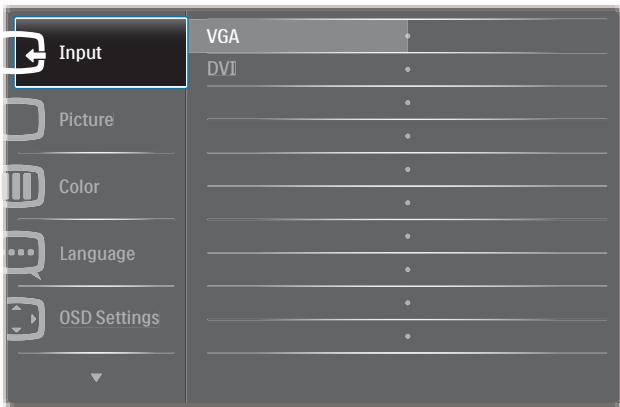 Input
Picture
Color
Language
OSD Settings
VGA
DVI